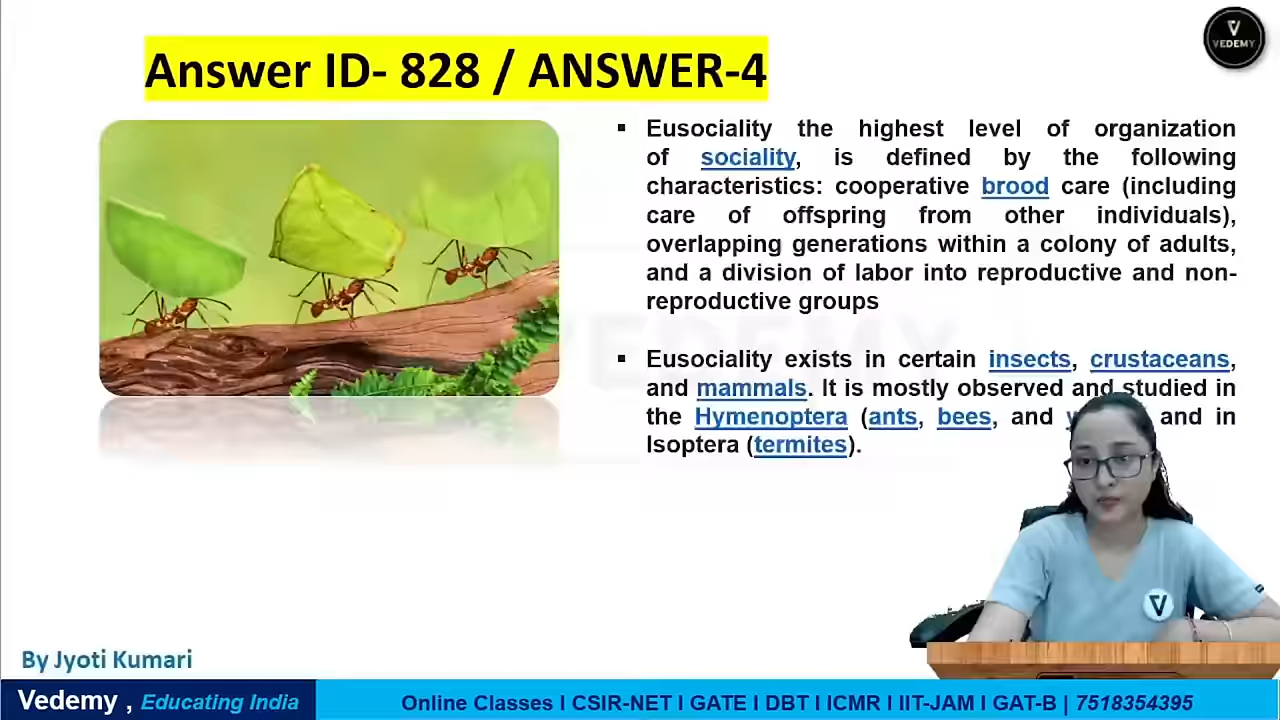 Answer ID- 828 / ANSWER-4
V
VEDEMY
▪ Eusociality the highest level of organization
of sociality, is defined by the following
characteristics: cooperative brood care (including
care of offspring from other individuals),
overlapping generations within a colony of adults,
and a division of labor into reproductive and non-
reproductive groups
▪ Eusociality exists in certain insects, crustaceans,
and mammals. It is mostly observed and studied in
the Hymenoptera (ants, bees, and and in
Isoptera (termites).
VEDEMY
V
By Jyoti Kumari
Vedemy , Educating India
Online Classes I CSIR-NET I GATE I DBT I ICMR I IIT-JAM I GAT-B | 7518354395